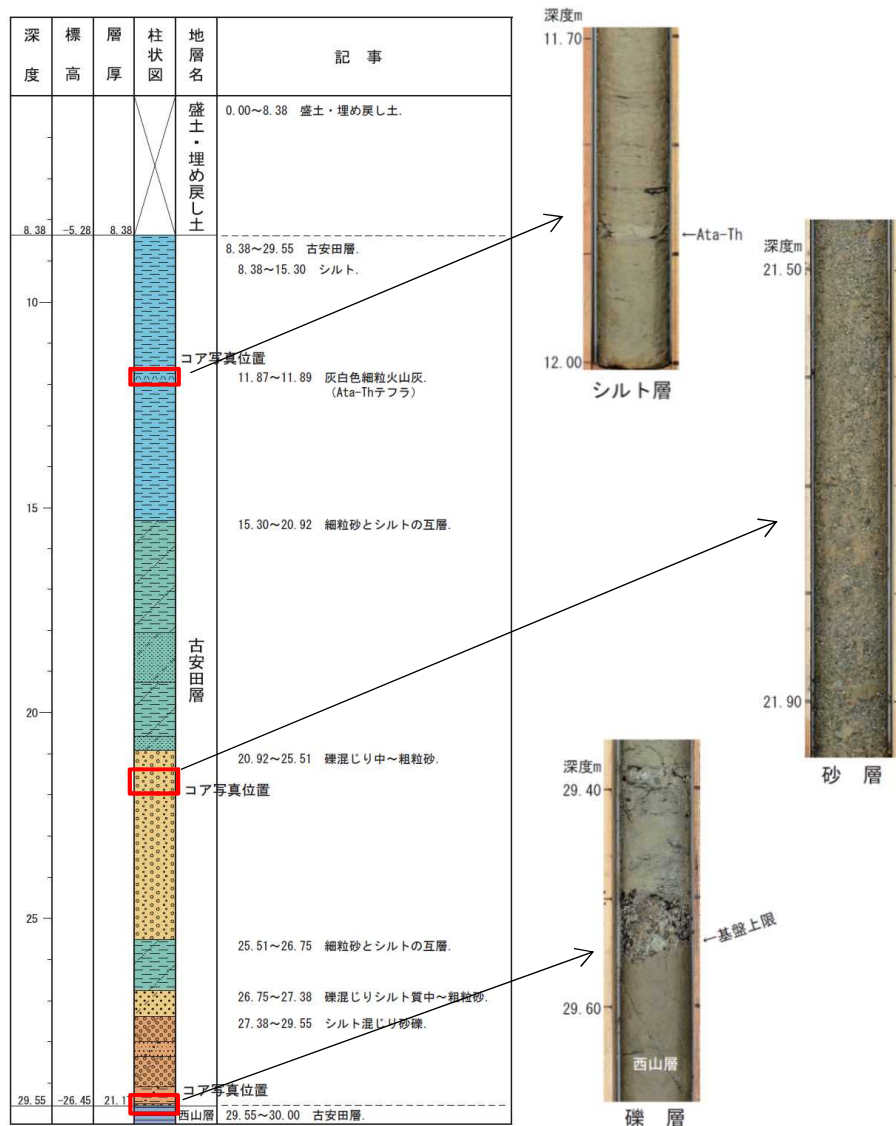 深度
標高
層厚
柱状図
地層名
記事
盛土・埋め戻し土
0.00～8.38 盛土・埋め戻し土.
8.38 -5.28 8.38
8.38～29.55 古安田層.
8.38～15.30 シルト.
10
コア写真位置
11.87～11.89 灰白色細粒火山灰.
(Ata-Thテフラ)
15
15.30～20.92 細粒砂とシルトの互層.
古安田層
20
20.92～25.51 礫混じり中～粗粒砂.
コア写真位置
25
25.51～26.75 細粒砂とシルトの互層.
26.75～27.38 礫混じりシルト質中～粗粒砂.
27.38～29.55 シルト混じり砂礫.
コア写真位置
29.55 -26.45 21.1
西山層
29.55～30.00 古安田層.
深度m
11.70
←Ata-Th
12.00
シルト層
深度m
21.50
21.90
砂 層
深度m
29.40
←基盤上限
29.60
西山層
礫 層